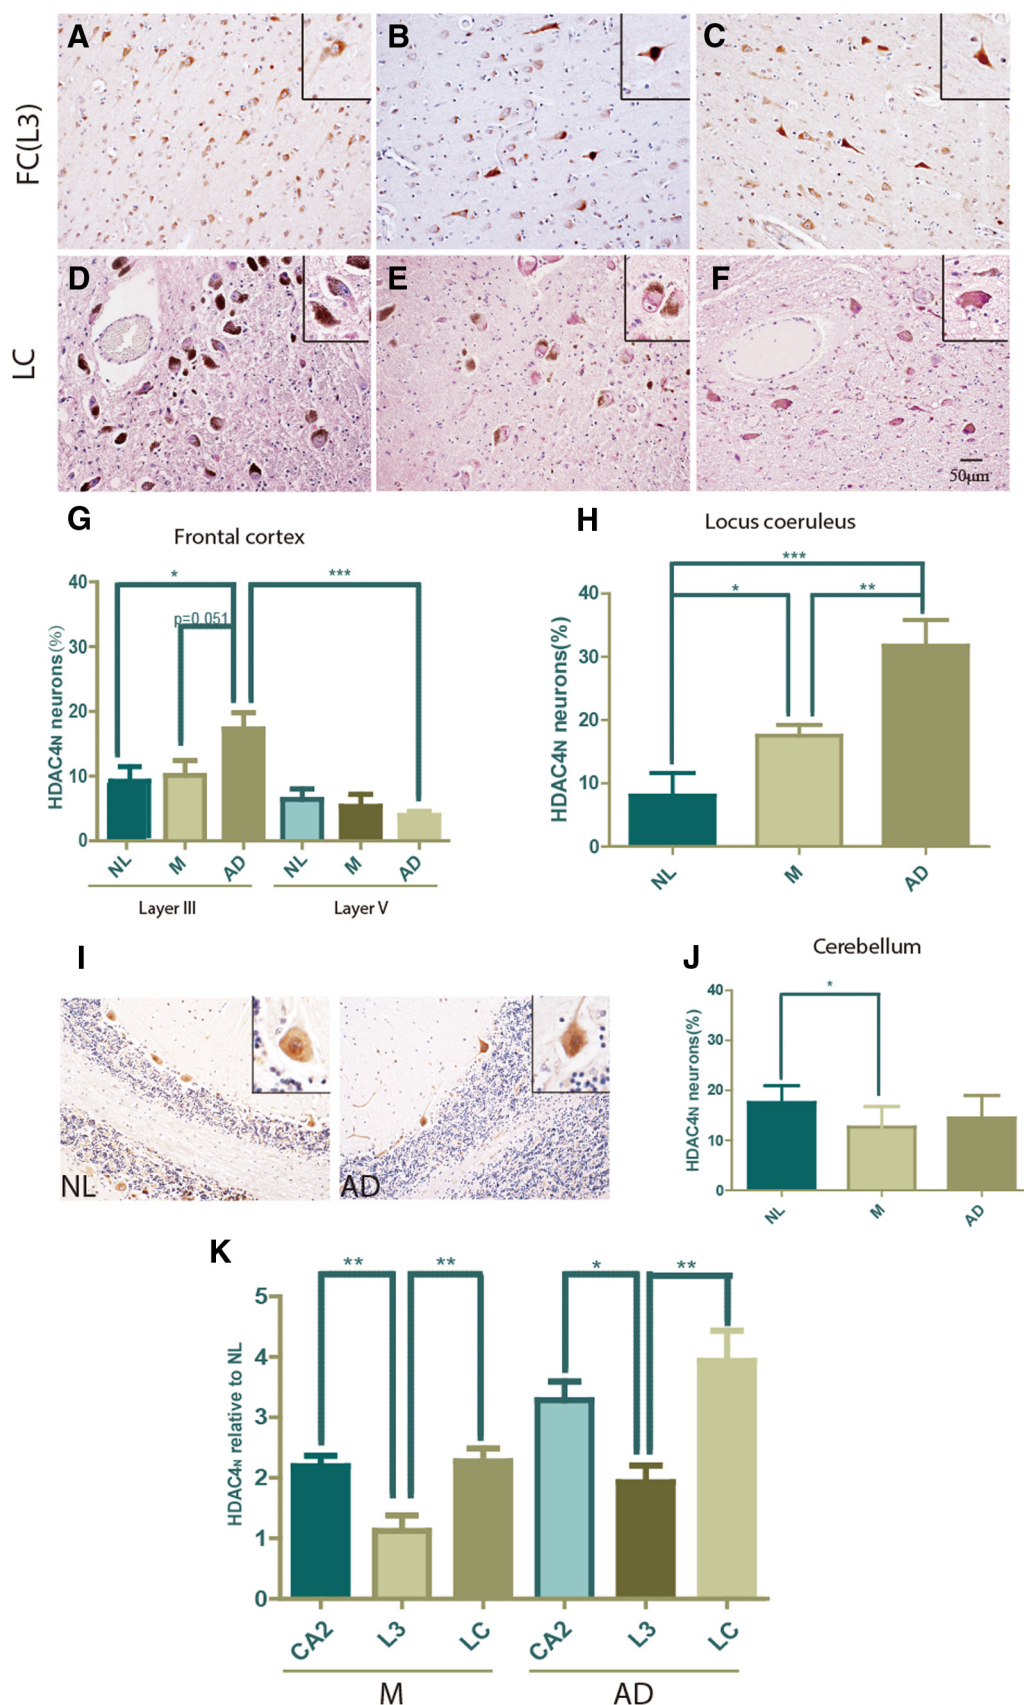 A
B
C
FC(L3)
D
E
F
LC
50μm
G
Frontal cortex
*
***
p=0.051
HDAC4N neurons(%)
40
30
20
10
0
NL
M
AD
NL
M
AD
Layer III
Layer V
H
Locus coeruleus
***
*
**
HDAC4N neurons(%)
40
30
20
10
0
NL
M
AD
I
NL
AD
J
Cerebellum
*
HDAC4N neurons(%)
40
30
20
10
0
NL
M
AD
K
**
**
*
**
HDAC4N relative to NL
5
4
3
2
1
0
CA2
L3
LC
CA2
L3
LC
M
AD